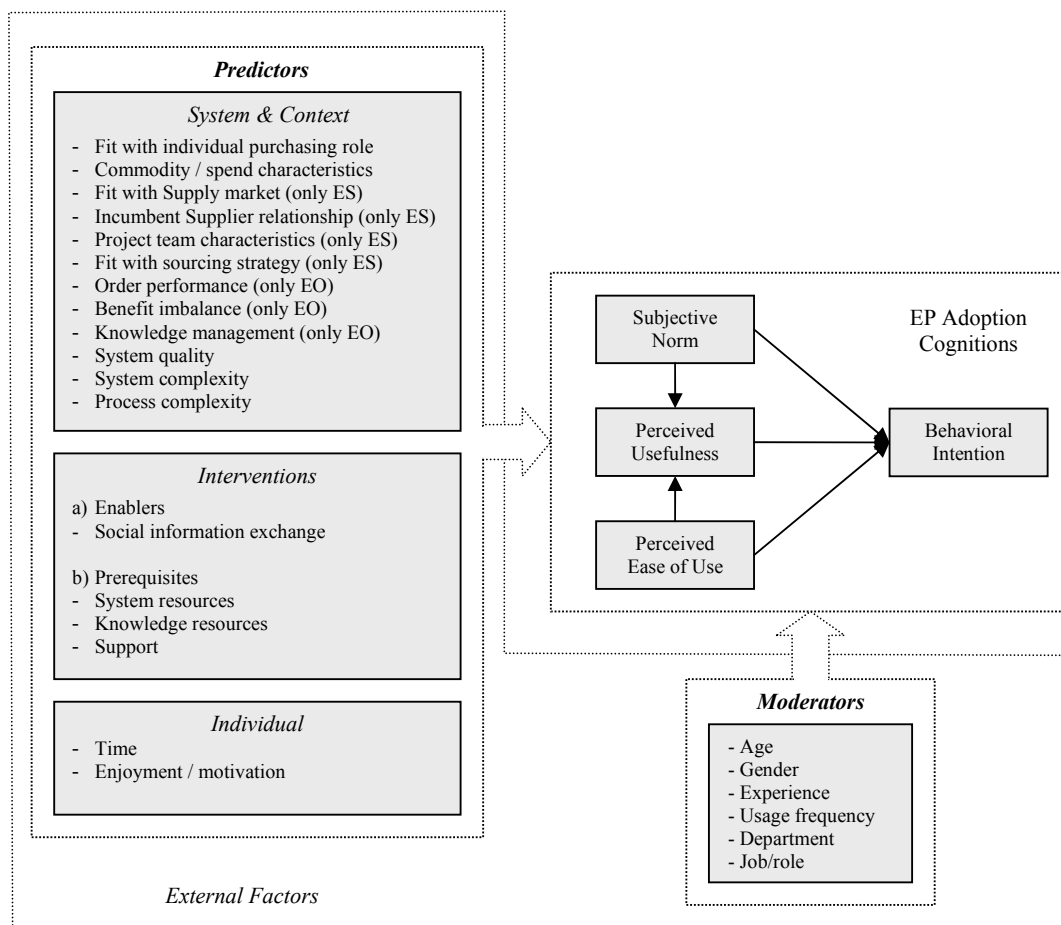 Predictors
System & Context
- Fit with individual purchasing role
- Commodity / spend characteristics
- Fit with Supply market (only ES)
- Incumbent Supplier relationship (only ES)
- Project team characteristics (only ES)
- Fit with sourcing strategy (only ES)
- Order performance (only EO)
- Benefit imbalance (only EO)
- Knowledge management (only EO)
- System quality
- System complexity
- Process complexity
Interventions
a) Enablers
- Social information exchange
b) Prerequisites
- System resources
- Knowledge resources
- Support
Individual
- Time
- Enjoyment / motivation
External Factors
EP Adoption
Cognitions
Subjective
Norm
Perceived
Usefulness
Perceived
Ease of Use
Behavioral
Intention
Moderators
- Age
- Gender
- Experience
- Usage frequency
- Department
- Job/role